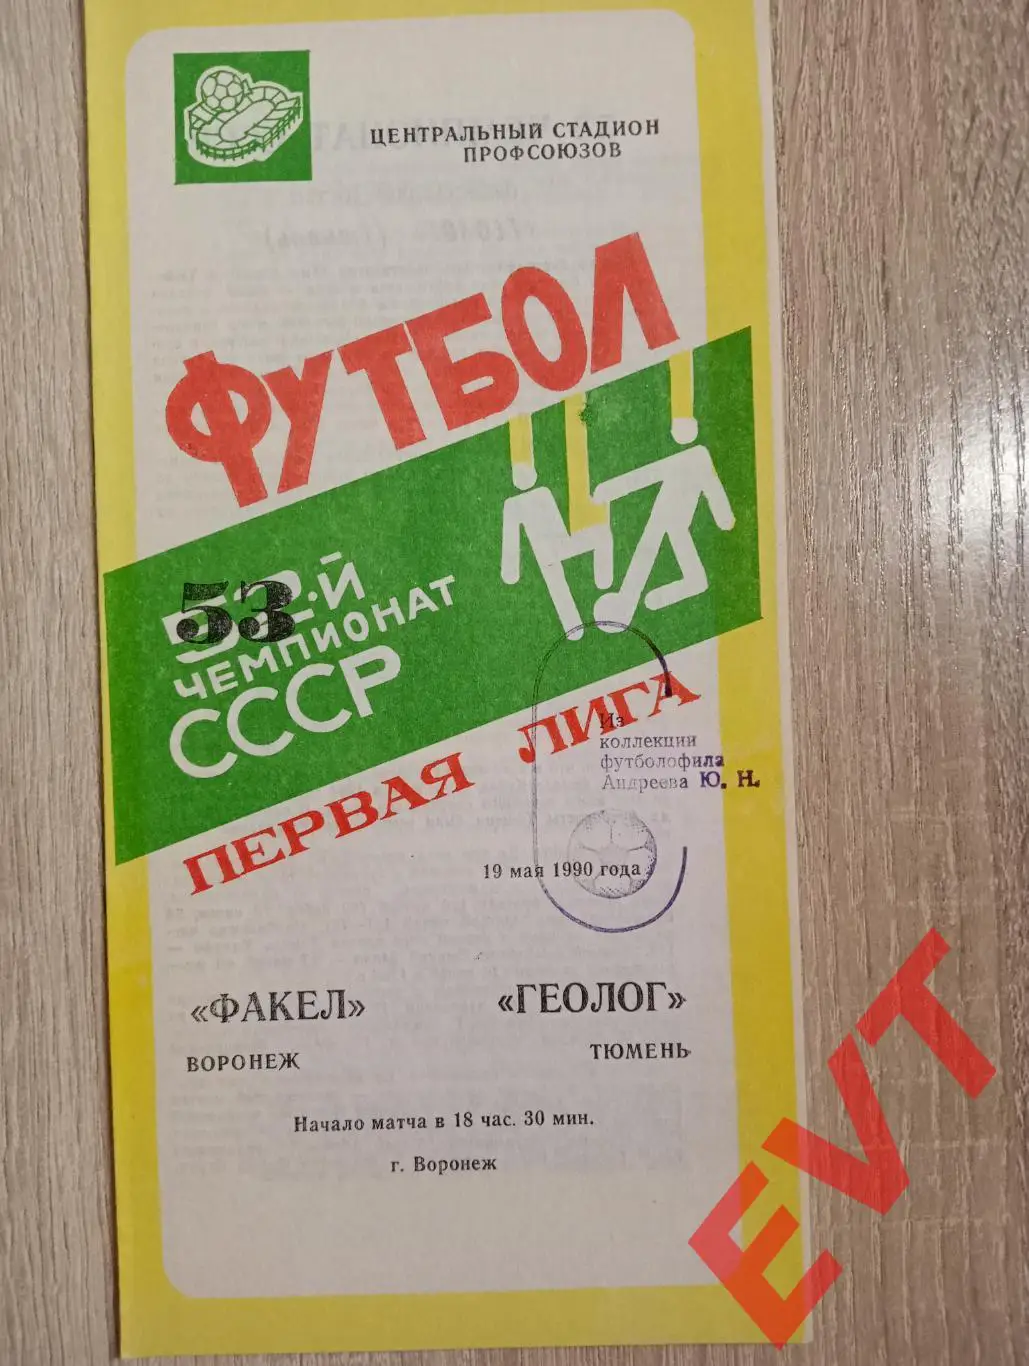 ЦЕНТРАЛЬНЫЙ СТАДИОН
ПРОФСОЮЗОВ
ФУТБОЛ
53
52-Й
ЧЕМПИОНАТ
СССР
ПЕРВАЯ ЛИГА
Из
коллекции
футболофила
Андреева Ю. Н.
19 мая 1990 года
«ФАКЕЛ» «ГЕОЛОГ»
ВОРОНЕЖ ТЮМЕНЬ
Начало матча в 18 час. 30 мин.
г. Воронеж
EVT